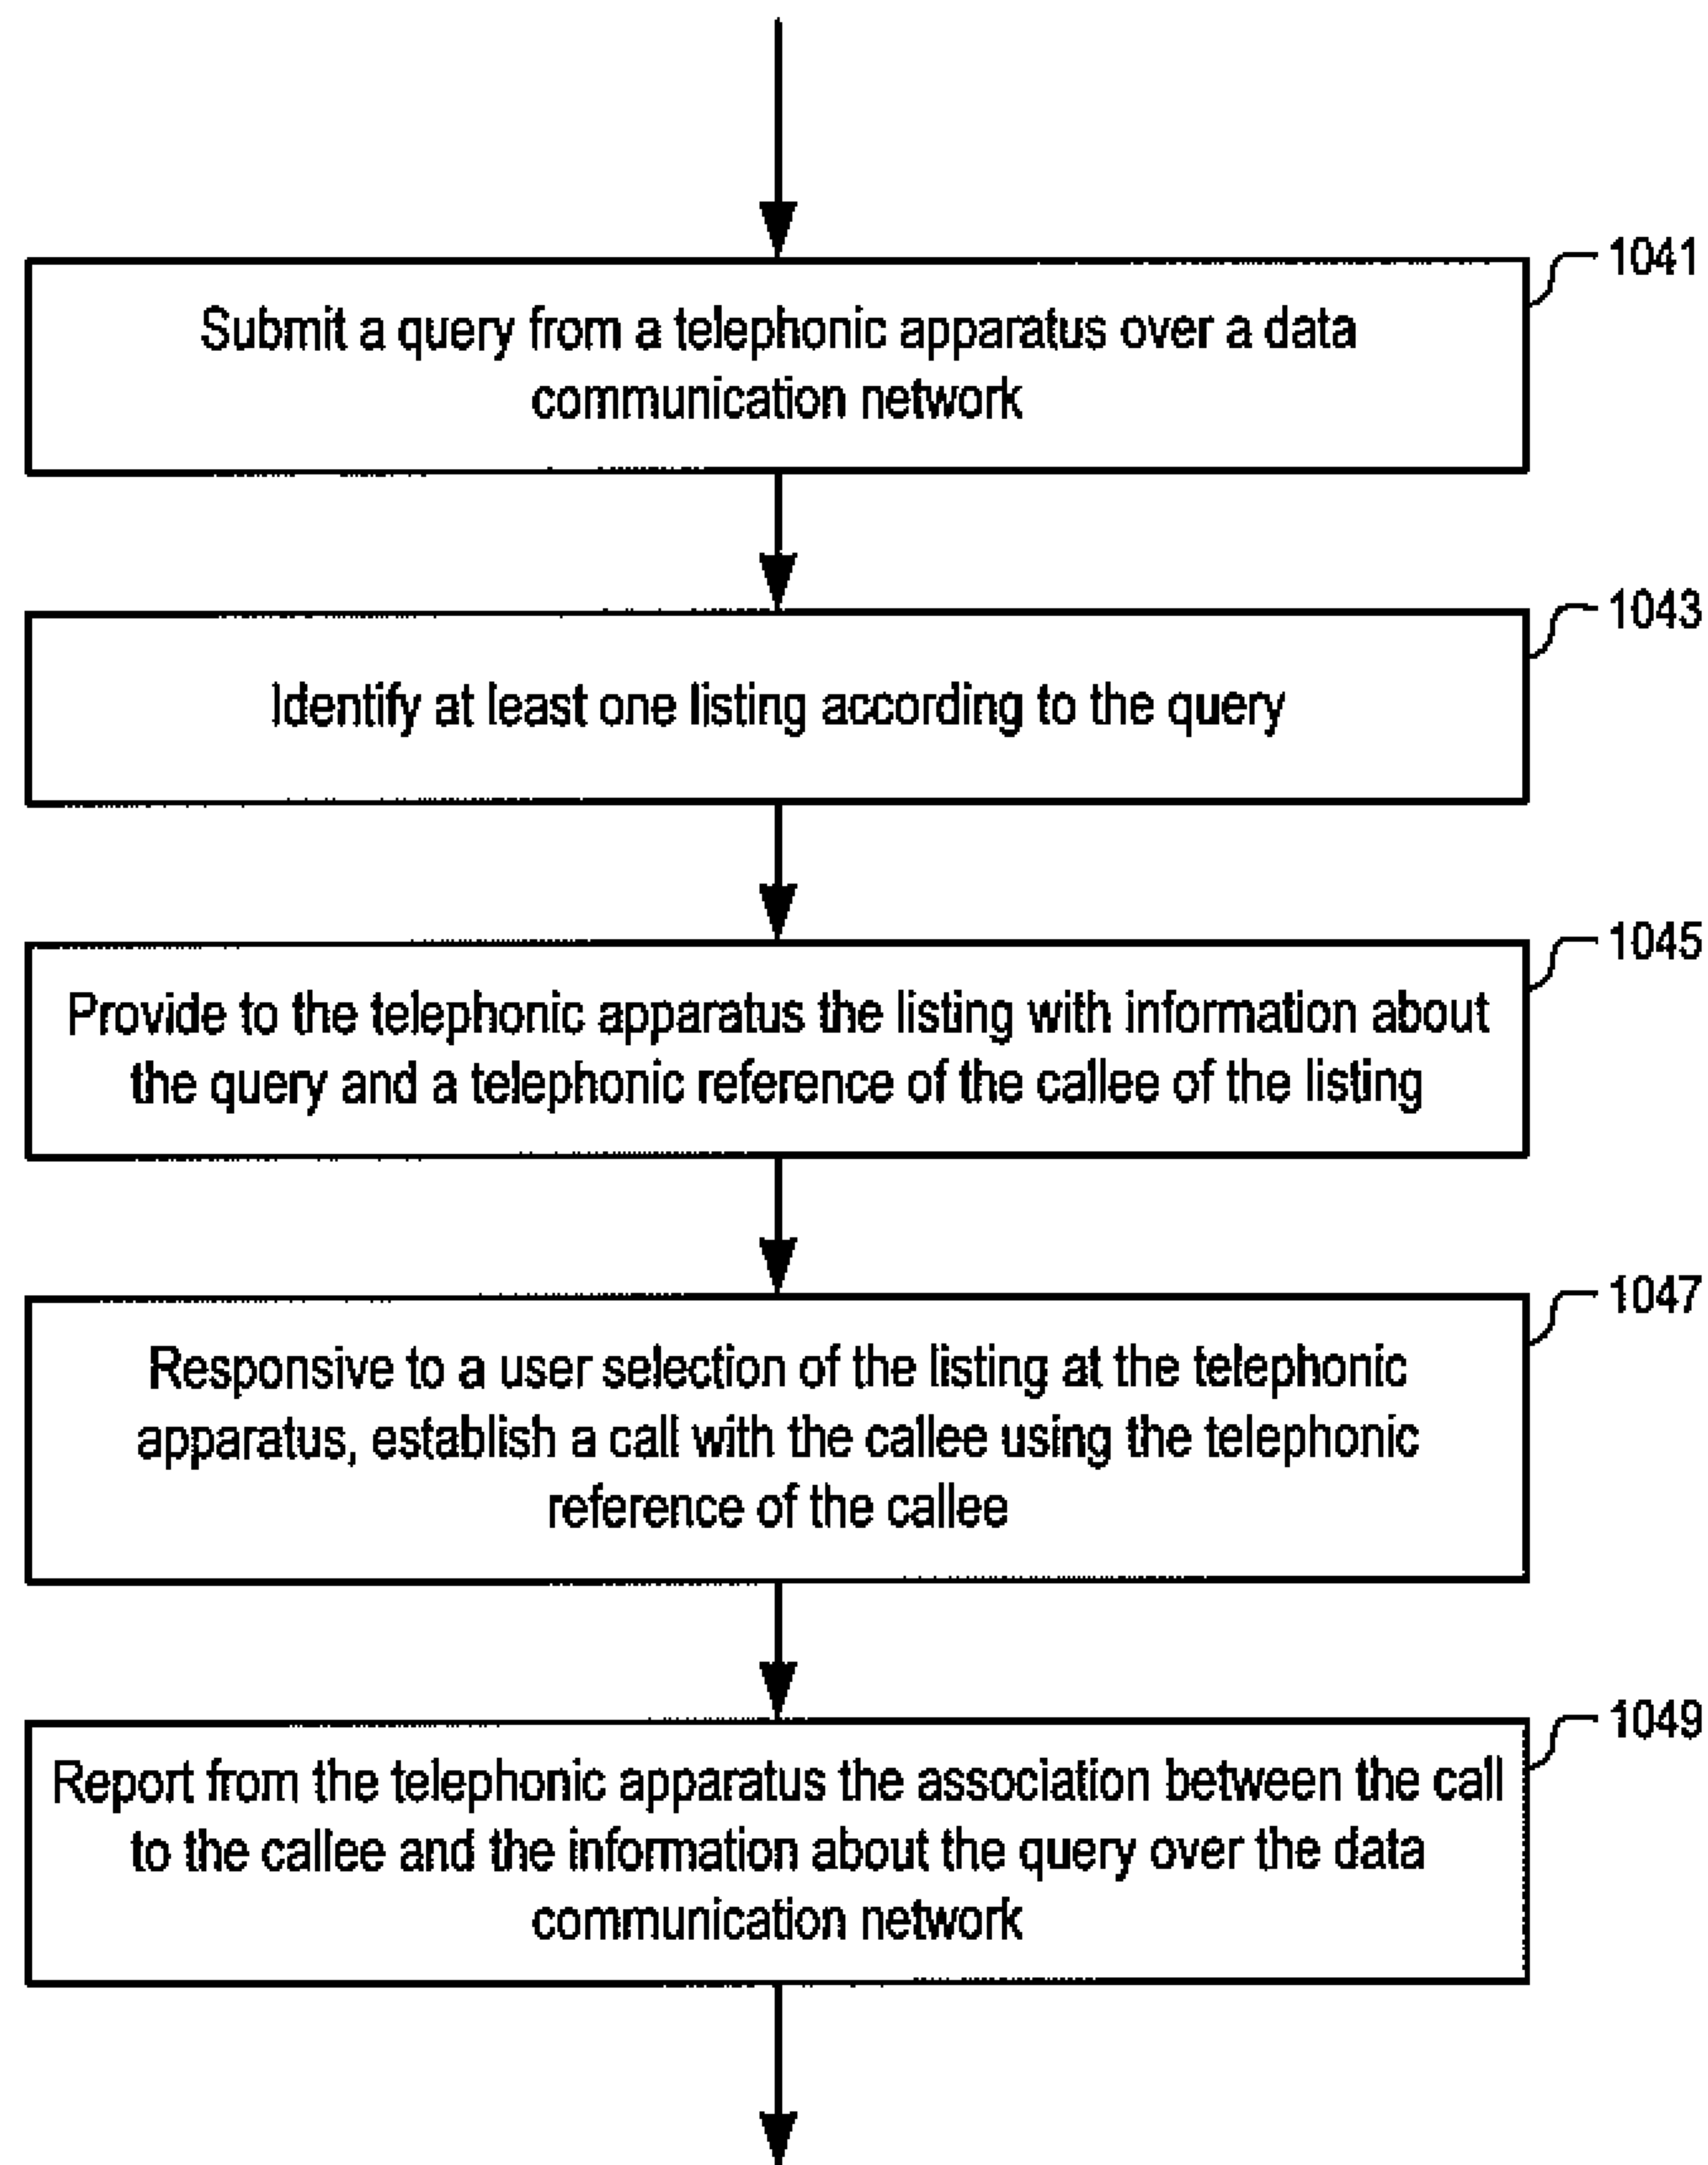 1041
Submit a query from a telephonic apparatus over a data
communication network
1043
Identify at least one listing according to the query
1045
Provide to the telephonic apparatus the listing with information about
the query and a telephonic reference of the callee of the listing
1047
Responsive to a user selection of the listing at the telephonic
apparatus, establish a call with the callee using the telephonic
reference of the callee
1049
Report from the telephonic apparatus the association between the call
to the callee and the information about the query over the data
communication network